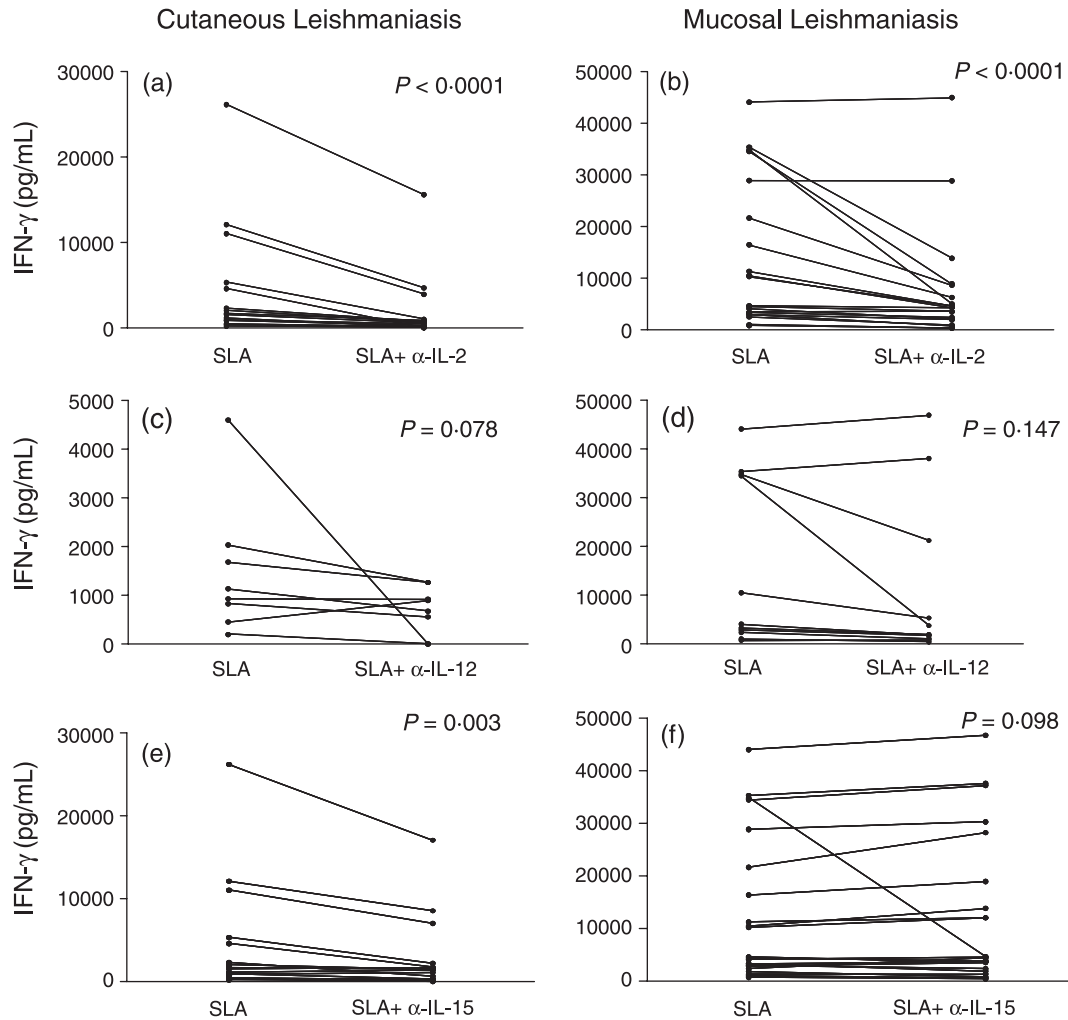 Cutaneous Leishmaniasis
Mucosal Leishmaniasis
IFN-γ (pg/mL)
30000
20000
10000
0
(a)
P < 0·0001
SLA
SLA+ α-IL-2
50000
40000
30000
20000
10000
0
(b)
P < 0·0001
SLA
SLA+ α-IL-2
IFN-γ (pg/mL)
5000
4000
3000
2000
1000
0
(c)
P = 0·078
SLA
SLA+ α-IL-12
50000
40000
30000
20000
10000
0
(d)
P = 0·147
SLA
SLA+ α-IL-12
IFN-γ (pg/mL)
30000
20000
10000
0
(e)
P = 0·003
SLA
SLA+ α-IL-15
50000
40000
30000
20000
10000
0
(f)
P = 0·098
SLA
SLA+ α-IL-15